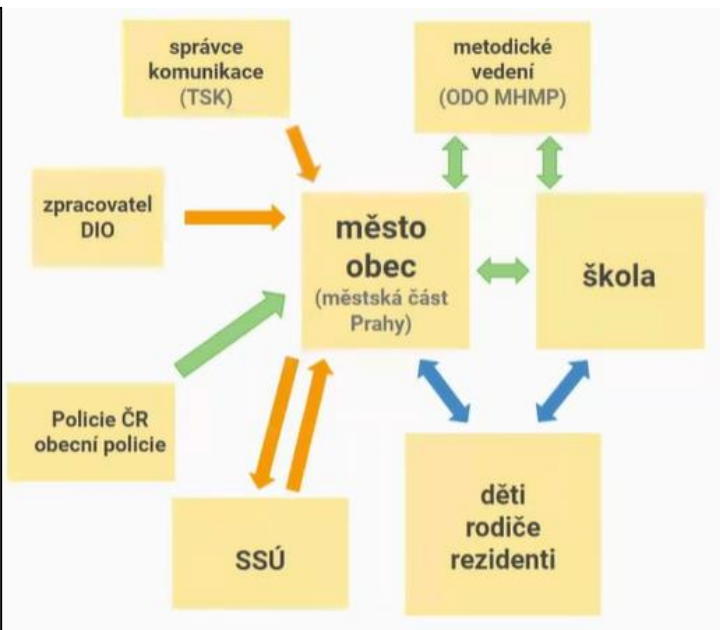 správce
komunikace
(TSK)
metodické
vedení
(ODO MHMP)
zpracovatel
DIO
město
obec
(městská část
Prahy)
škola
Policie ČR
obecní policie
SSÚ
děti
rodiče
rezidenti